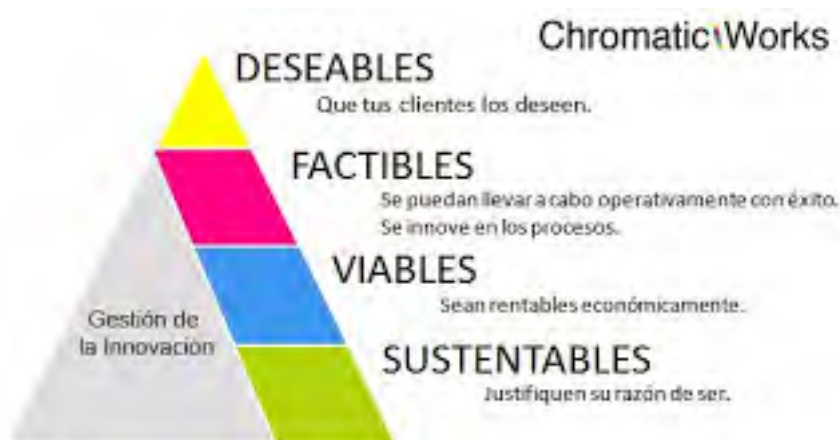 Chromatic\Works
DESEABLES
Que tus clientes los deseen.
FACTIBLES
Se puedan llevar a cabo operativamente con éxito.
Se innove en los procesos.
VIABLES
Sean rentables económicamente.
Gestión de
la Innovación
SUSTENTABLES
Justifiquen su razón de ser.